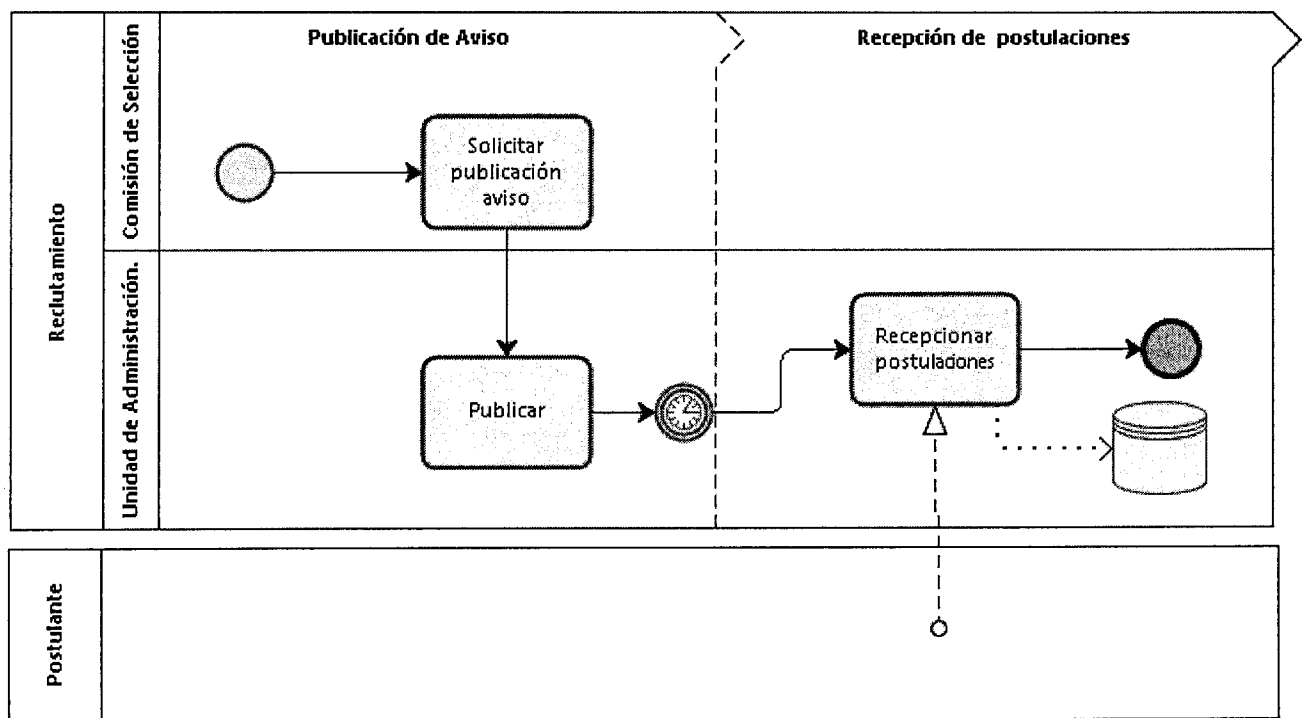 Publicación de Aviso
Recepción de postulaciones
Reclutamiento
Comisión de Selección
Solicitar
publicación
aviso
Unidad de Administración.
Publicar
Recepcionar
postulaciones
Postulante